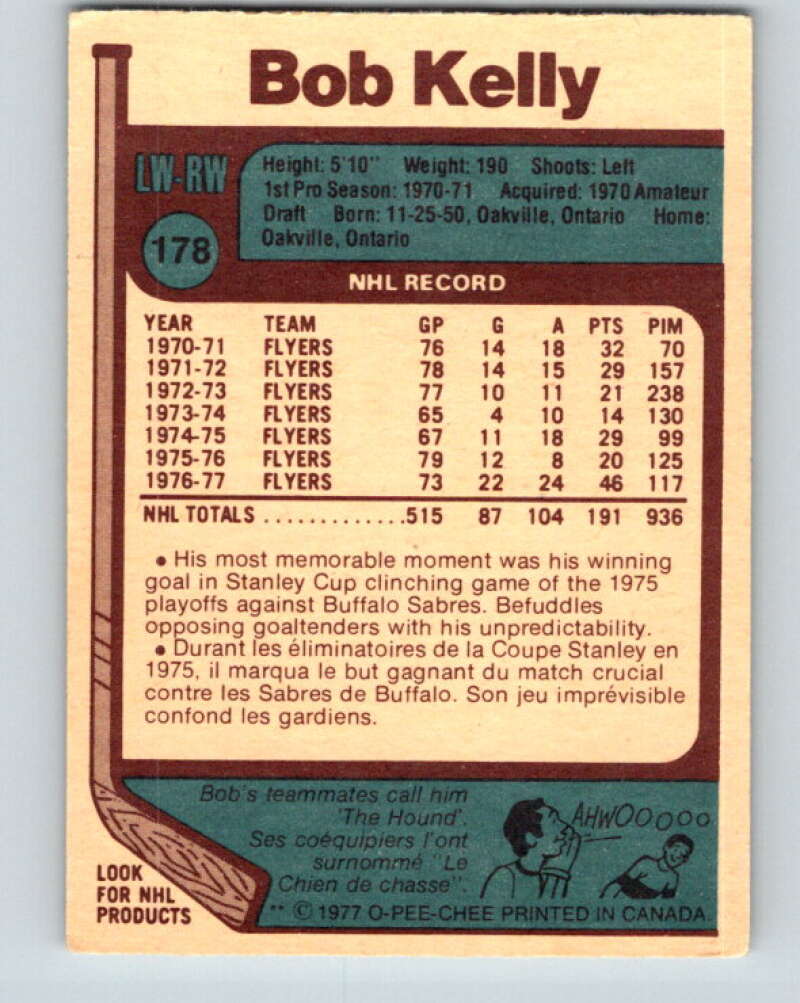 Bob Kelly
LW-RW
178
Height: 5'10" Weight: 190 Shoots: Left
1st Pro Season: 1970-71 Acquired: 1970 Amateur
Draft Born: 11-25-50, Oakville, Ontario Home:
Oakville, Ontario
NHL RECORD
YEAR TEAM GP G A PTS PIM
1970-71 FLYERS 76 14 18 32 70
1971-72 FLYERS 78 14 15 29 157
1972-73 FLYERS 77 10 11 21 238
1973-74 FLYERS 65 4 10 14 130
1974-75 FLYERS 67 11 18 29 99
1975-76 FLYERS 79 12 8 20 125
1976-77 FLYERS 73 22 24 46 117
NHL TOTALS .............515 87 104 191 936
• His most memorable moment was his winning
goal in Stanley Cup clinching game of the 1975
playoffs against Buffalo Sabres. Befuddles
opposing goaltenders with his unpredictability.
• Durant les éliminatoires de la Coupe Stanley en
1975, il marqua le but gagnant du match crucial
contre les Sabres de Buffalo. Son jeu imprévisible
confond les gardiens.
Bob's teammates call him
'The Hound'.
Ses coéquipiers l'ont
surnommé "Le
Chien de chasse".
AHWOOOOOO
LOOK
FOR NHL
PRODUCTS
** © 1977 O-PEE-CHEE PRINTED IN CANADA.